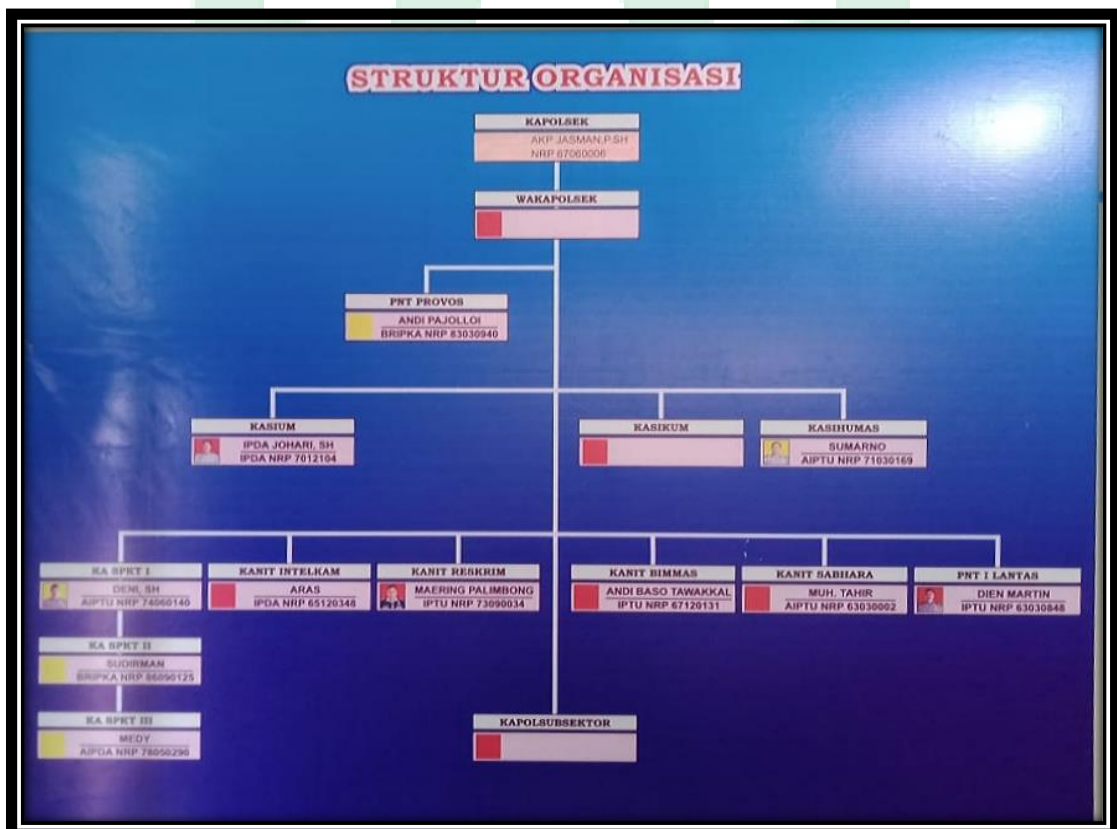 STRUKTUR ORGANISASI
KAPOLSEK
AKP JASMAN,P.SH
NRP 67060006
WAKAPOLSEK
PNT PROVOS
ANDI PAJOLLOI
BRIPKA NRP 83030940
KASIUM
IPDA JOHARI, SH
IPDA NRP 7012104
KASIKUM
KASIHUMAS
SUMARNO
AIPTU NRP 71030169
KA SPKT I
DENI, SH
AIPTU NRP 74060140
KANIT INTELKAM
ARAS
IPDA NRP 65120348
KANIT RESKRIM
MAERING PALIMBONG
IPTU NRP 73090034
KANIT BIMMAS
ANDI BASO TAWAKKAL
IPTU NRP 67120131
KANIT SABHARA
MUH. TAHIR
AIPTU NRP 63030002
PNT I LANTAS
DIEN MARTIN
IPTU NRP 63030848
KA SPKT II
SUDIRMAN
BRIPKA NRP 86090125
KA SPKT III
MEDY
AIPDA NRP 78050290
KAPOLSUBSEKTOR